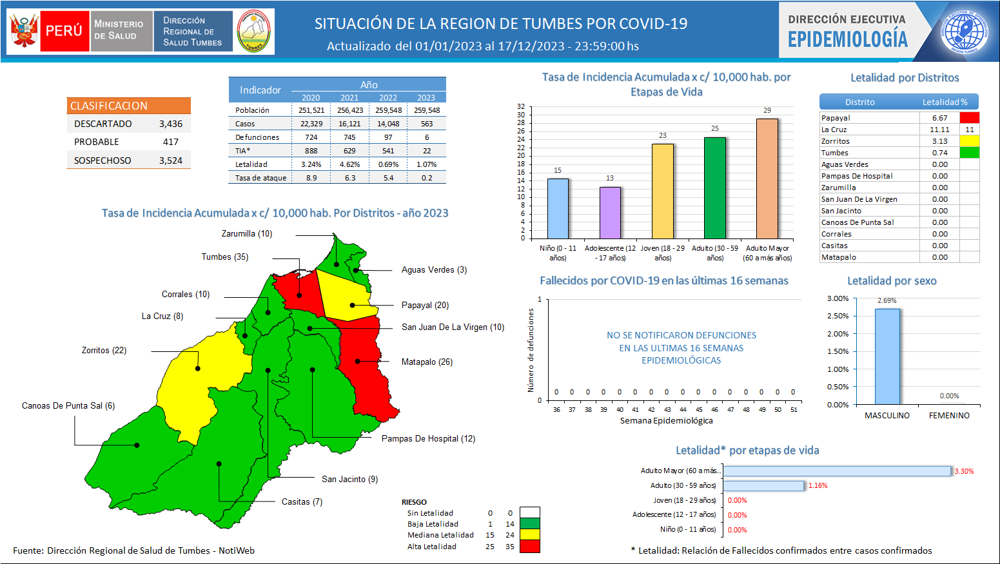 PERÚ
MINISTERIO
DE SALUD
DIRECCIÓN
REGIONAL DE
SALUD TUMBES
TUMBES
SITUACIÓN DE LA REGION DE TUMBES POR COVID-19
Actualizado del 01/01/2023 al 17/12/2023 - 23:59:00 hs
DIRECCIÓN EJECUTIVA
EPIDEMIOLOGÍA
CLASIFICACION
DESCARTADO 3,436
PROBABLE 417
SOSPECHOSO 3,524
Indicador Año
2020 2021 2022 2023
Población 251,521 256,423 259,548 259,548
Casos 22,329 16,121 14,048 563
Defunciones 724 745 97 6
TIA* 888 629 541 22
Letalidad 3.24% 4.62% 0.69% 1.07%
Tasa de ataque 8.9 6.3 5.4 0.2
Tasa de Incidencia Acumulada x c/ 10,000 hab. Por Distritos - año 2023
Zarumilla (10)
Tumbes (35)
Aguas Verdes (3)
Corrales (10)
Papayal (20)
La Cruz (8)
San Juan De La Virgen (10)
Zorritos (22)
Matapalo (26)
Canoas De Punta Sal (6)
Pampas De Hospital (12)
San Jacinto (9)
Casitas (7)
RIESGO
Sin Letalidad 0 0
Baja Letalidad 1 14
Mediana Letalidad 15 24
Alta Letalidad 25 35
Fuente: Dirección Regional de Salud de Tumbes - NotiWeb
Tasa de Incidencia Acumulada x c/ 10,000 hab. por
Etapas de Vida
32
30
28
26
24
22
20
18
16
14
12
10
8
6
4
2
0
15
13
23
25
29
Niño (0 - 11
años)
Adolescente (12
- 17 años)
Joven (18 - 29
años)
Adulto (30 - 59
años)
Adulto Mayor
(60 a más años)
Letalidad por Distritos
Distrito Letalidad %
Papayal 6.67
La Cruz 11.11 11
Zorritos 3.13
Tumbes 0.74
Aguas Verdes 0.00
Pampas De Hospital 0.00
Zarumilla 0.00
San Juan De La Virgen 0.00
San Jacinto 0.00
Canoas De Punta Sal 0.00
Corrales 0.00
Casitas 0.00
Matapalo 0.00
Fallecidos por COVID-19 en las últimas 16 semanas
Número de defunciones
1
0
NO SE NOTIFICARON DEFUNCIONES
EN LAS ULTIMAS 16 SEMANAS
EPIDEMIOLÓGICAS
0 0 0 0 0 0 0 0 0 0 0 0 0 0 0 0
36 37 38 39 40 41 42 43 44 45 46 47 48 49 50 51
Semana Epidemiológica
Letalidad por sexo
3.00%
2.50%
2.00%
1.50%
1.00%
0.50%
0.00%
2.69%
0.00%
MASCULINO FEMENINO
Letalidad* por etapas de vida
Adulto Mayor (60 a más... 3.30%
Adulto (30 - 59 años) 1.16%
Joven (18 - 29 años) 0.00%
Adolescente (12 - 17 años) 0.00%
Niño (0 - 11 años) 0.00%
* Letalidad: Relación de Fallecidos confirmados entre casos confirmados